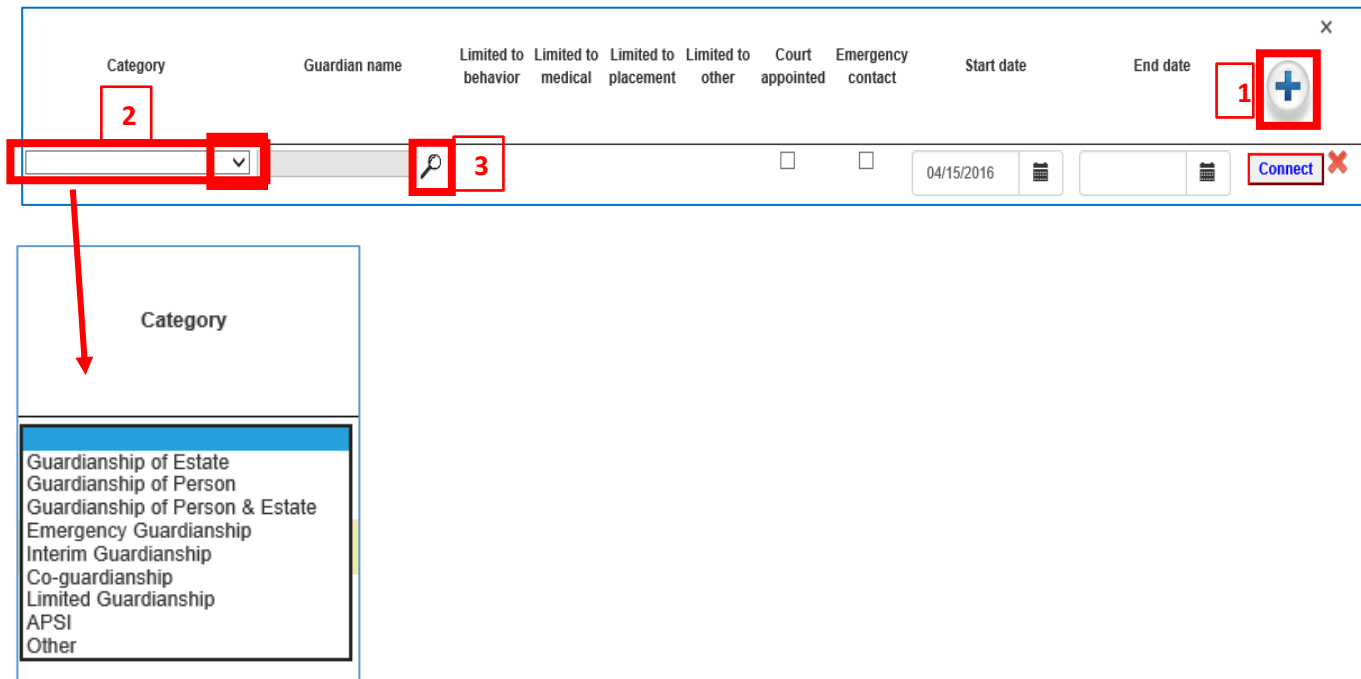 x
Category Guardian name Limited to Limited to Limited to Limited to Court Emergency Start date End date
behavior medical placement other appointed contact
1
2
3
04/15/2016 Connect
Category
Guardianship of Estate
Guardianship of Person
Guardianship of Person & Estate
Emergency Guardianship
Interim Guardianship
Co-guardianship
Limited Guardianship
APSI
Other